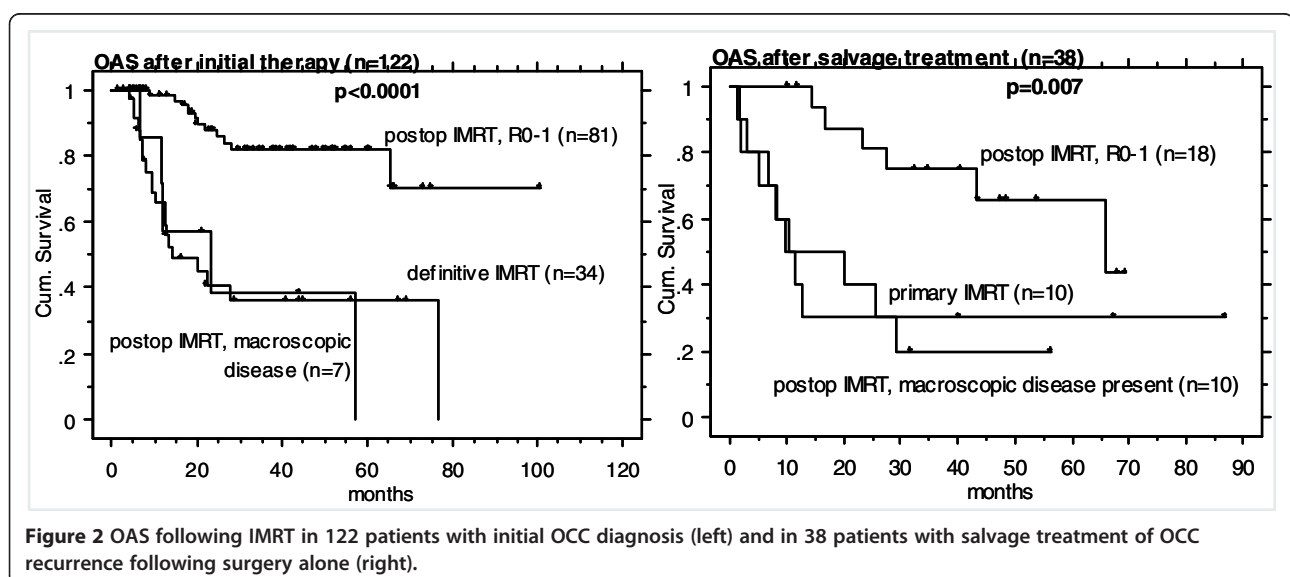 OAS after initial therapy (n=122)
p<0.0001
1
.8
.6
.4
.2
0
Cum. Survival
postop IMRT, R0-1 (n=81)
definitive IMRT (n=34)
postop IMRT, macroscopic
disease (n=7)
0 20 40 60 80 100 120
months
OAS after salvage treatment (n=38)
p=0.007
1
.8
.6
.4
.2
0
Cum. Survival
postop IMRT, R0-1 (n=18)
primary IMRT (n=10)
postop IMRT, macroscopic disease present (n=10)
0 10 20 30 40 50 60 70 80 90
months
Figure 2 OAS following IMRT in 122 patients with initial OCC diagnosis (left) and in 38 patients with salvage treatment of OCC
recurrence following surgery alone (right).